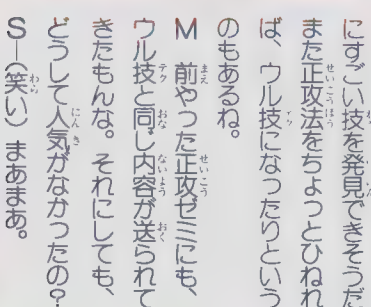 にすごい技を発見できそうだ
また正攻法をちょっとひねれ
ば、ウル技になったりという
のもあるね。
M 前やった正攻ゼミにも、
ウル技と同じ内容が送られて
きたもんな。それにしても、
どうして人気がなかったの？
S―(笑い) まあまあ。